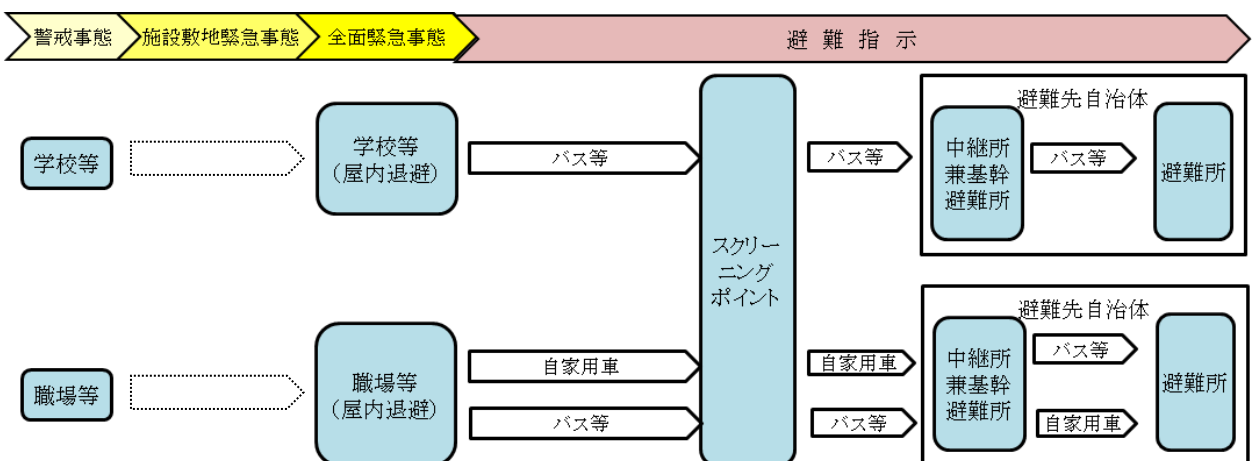 警戒事態
施設敷地緊急事態
全面緊急事態
避難指示
学校等
学校等
(屋内退避)
バス等
スクリー
ニング
ポイント
バス等
避難先自治体
中継所
兼基幹
避難所
バス等
避難所
職場等
職場等
(屋内退避)
自家用車
バス等
自家用車
バス等
避難先自治体
中継所
兼基幹
避難所
バス等
自家用車
避難所